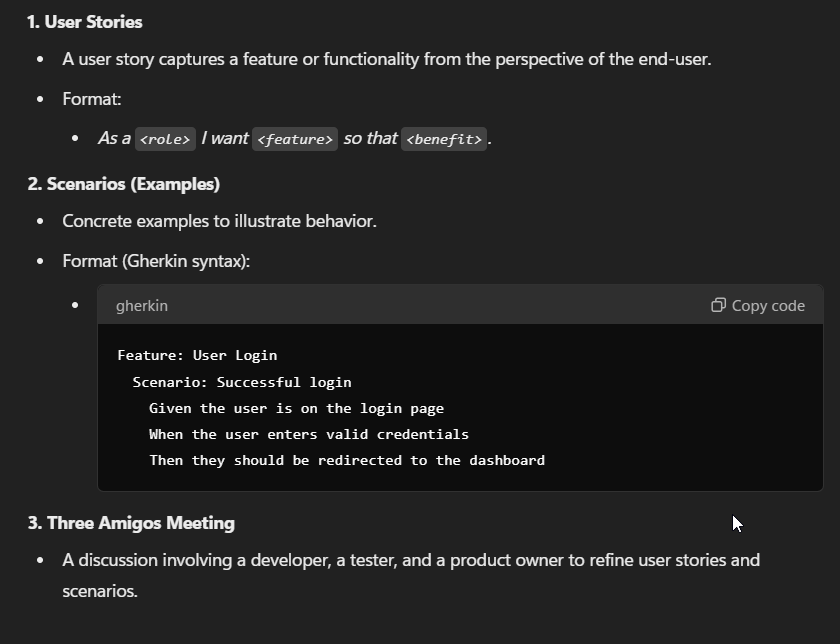 1. User Stories
• A user story captures a feature or functionality from the perspective of the end-user.
• Format:
• As a <role> I want <feature> so that <benefit>.
2. Scenarios (Examples)
• Concrete examples to illustrate behavior.
• Format (Gherkin syntax):
• gherkin Copy code
Feature: User Login
  Scenario: Successful login
    Given the user is on the login page
    When the user enters valid credentials
    Then they should be redirected to the dashboard
3. Three Amigos Meeting
• A discussion involving a developer, a tester, and a product owner to refine user stories and
scenarios.